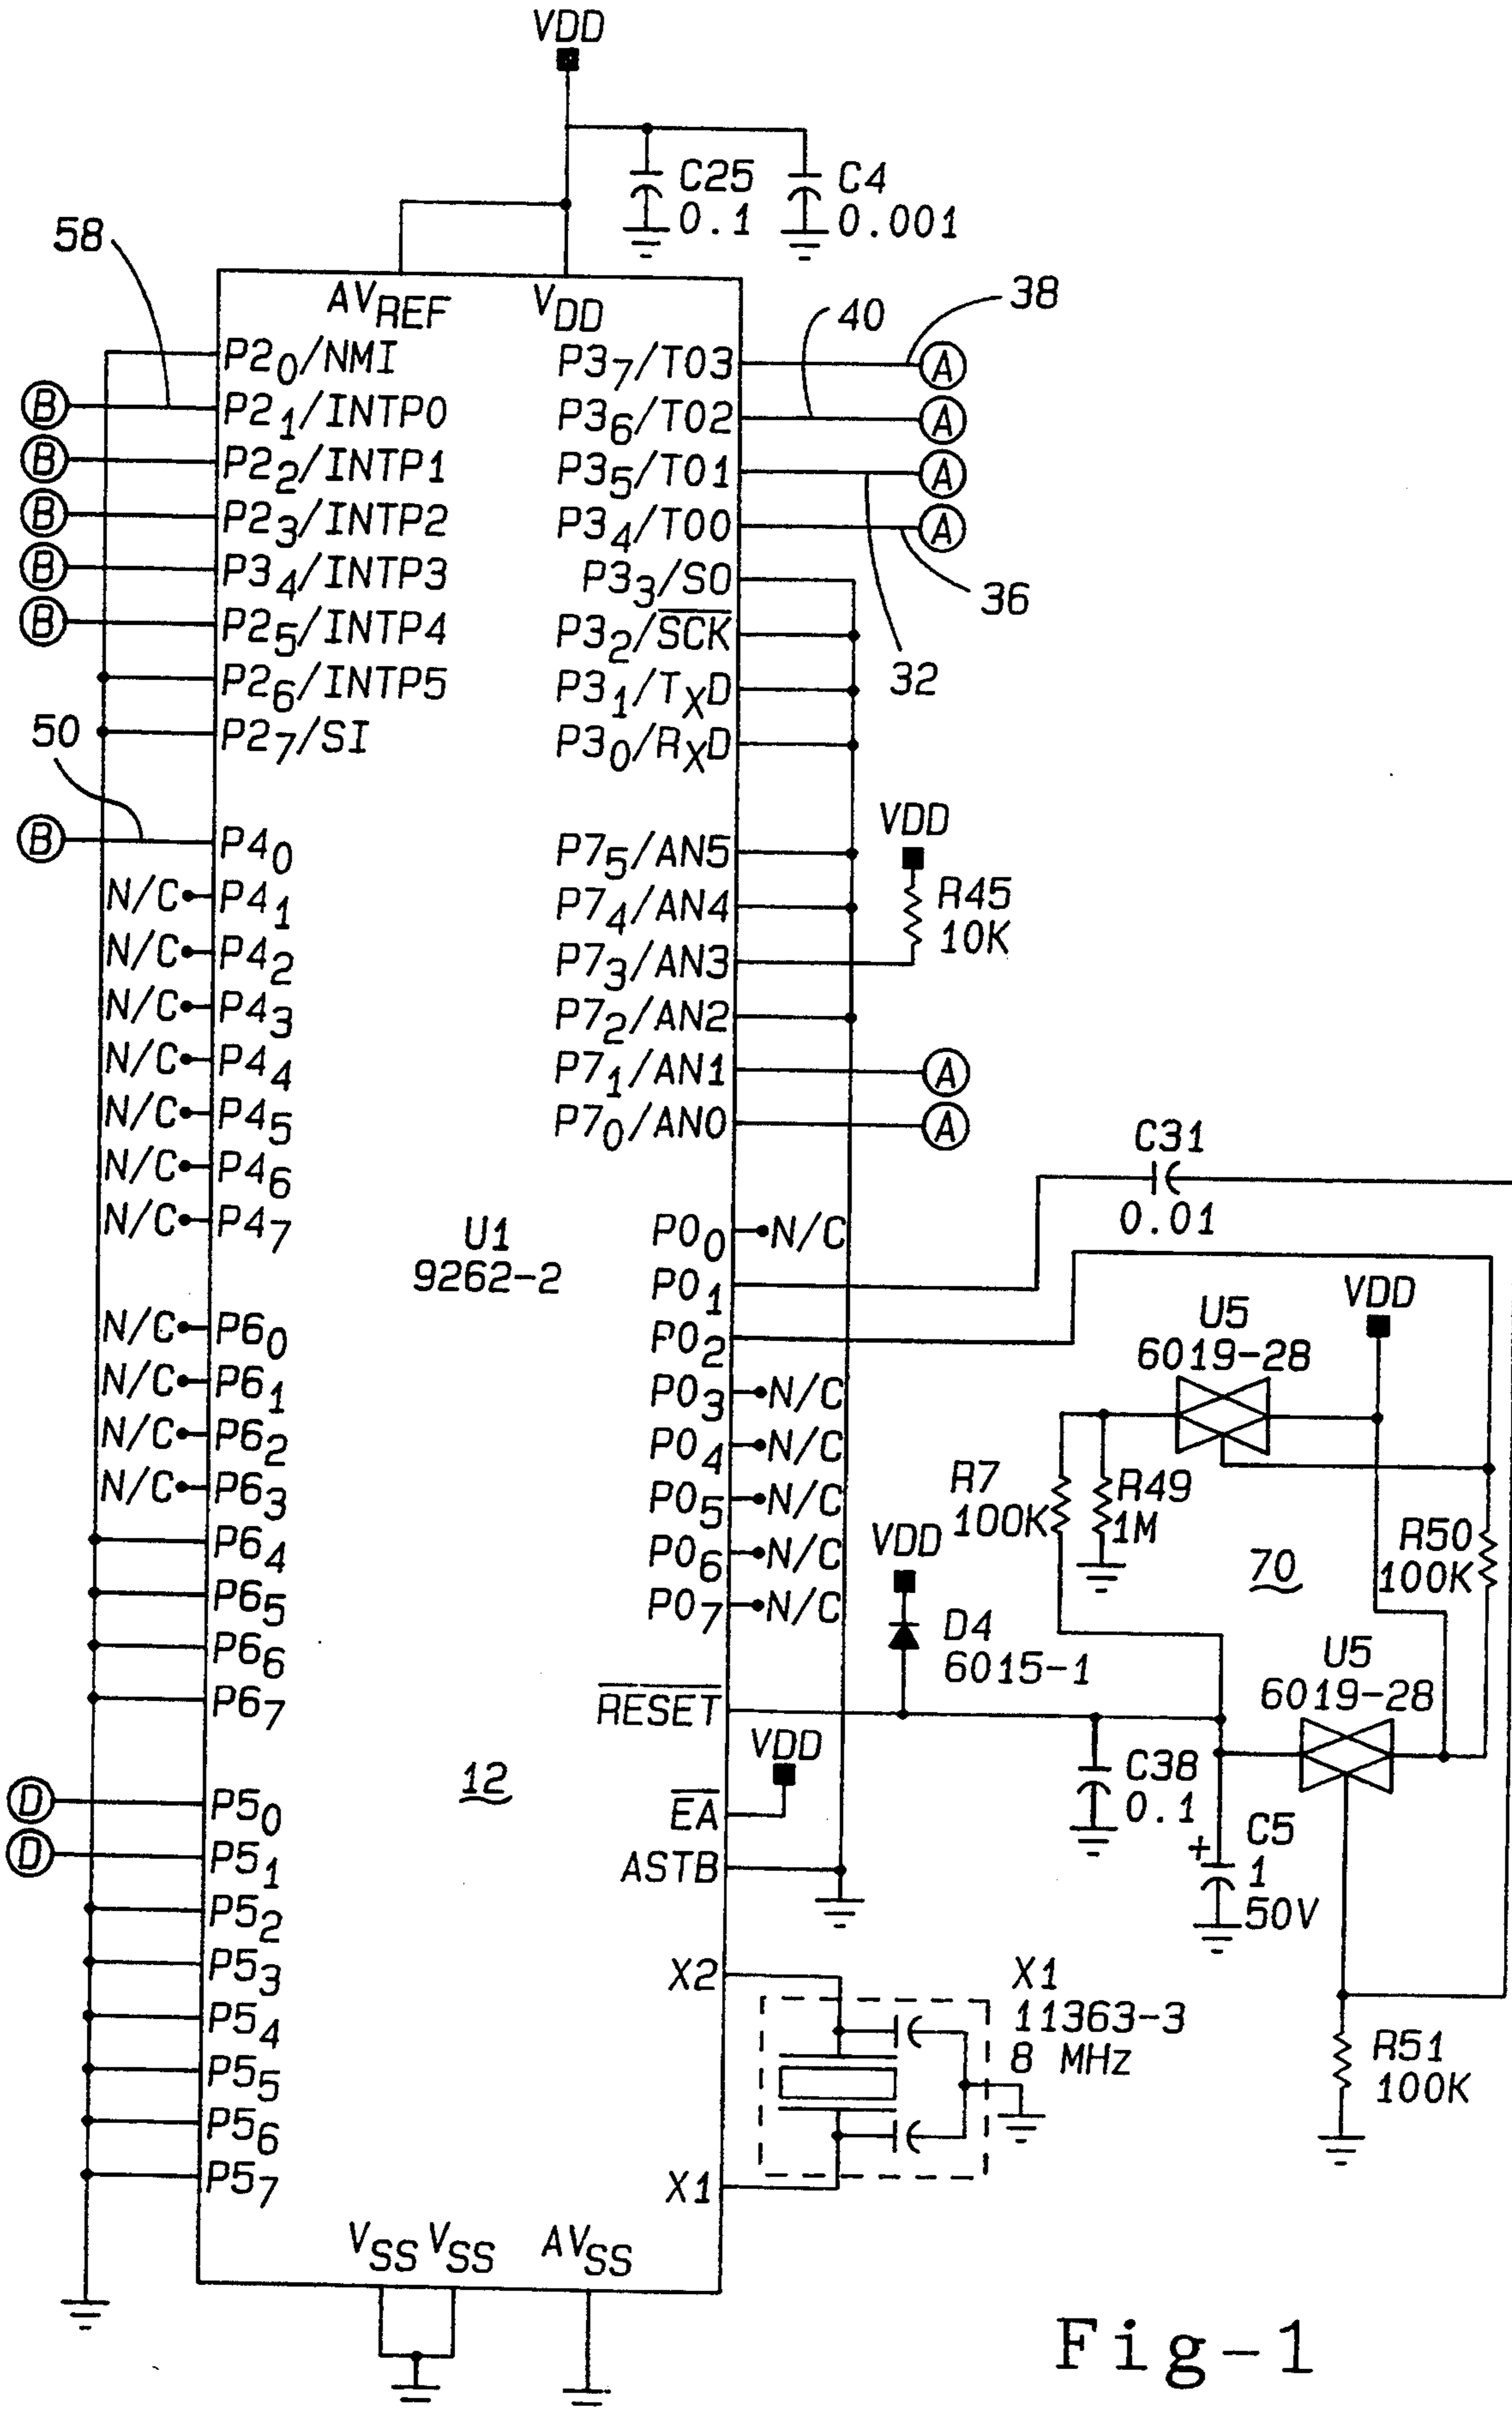 VDD
C25
0.1
C4
0.001
58
AVREF
VDD
38
40
P20/NMI
P37/T03
A
B
P21/INTP0
P36/T02
A
B
P22/INTP1
P35/T01
A
B
P23/INTP2
P34/T00
A
B
P34/INTP3
P33/S0
36
B
P25/INTP4
P32/SCK
P26/INTP5
P31/TXD
32
50
P27/SI
P30/RXD
VDD
B
P40
P75/AN5
R45
10K
N/C
P41
P74/AN4
N/C
P42
P73/AN3
N/C
P43
P72/AN2
N/C
P44
P71/AN1
A
N/C
P45
P70/AN0
A
C31
0.01
N/C
P46
N/C
P47
U1
9262-2
P00
N/C
P01
VDD
U5
6019-28
N/C
P60
P02
N/C
P61
P03
N/C
N/C
P62
P04
N/C
N/C
P63
P05
N/C
R7
100K
R49
1M
R50
100K
P64
P06
N/C
VDD
70
P65
P07
N/C
D4
6015-1
P66
U5
6019-28
P67
RESET
VDD
12
C38
0.1
D
P50
EA
+
C5
1
50V
D
P51
ASTB
P52
P53
X2
X1
11363-3
8 MHz
P54
R51
100K
P55
P56
P57
X1
VSS
VSS
AVSS
Fig-1